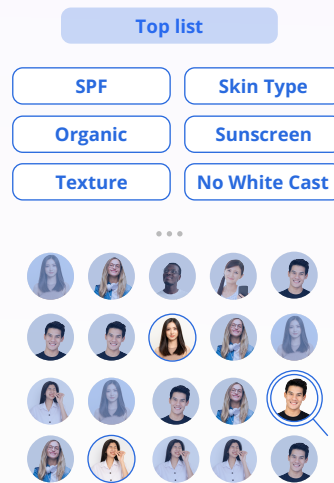 Top list
SPF
Skin Type
Organic
Sunscreen
Texture
No White Cast
...